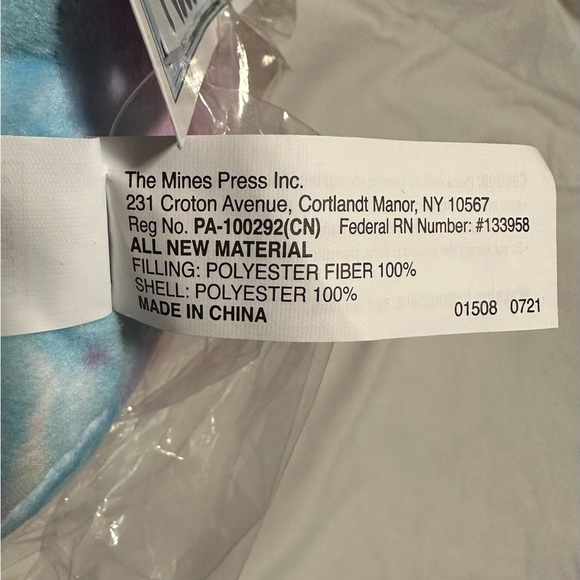 The Mines Press Inc.
231 Croton Avenue, Cortlandt Manor, NY 10567
Reg No. PA-100292(CN) Federal RN Number: #133958
ALL NEW MATERIAL
FILLING: POLYESTER FIBER 100%
SHELL: POLYESTER 100%
MADE IN CHINA
01508 0721